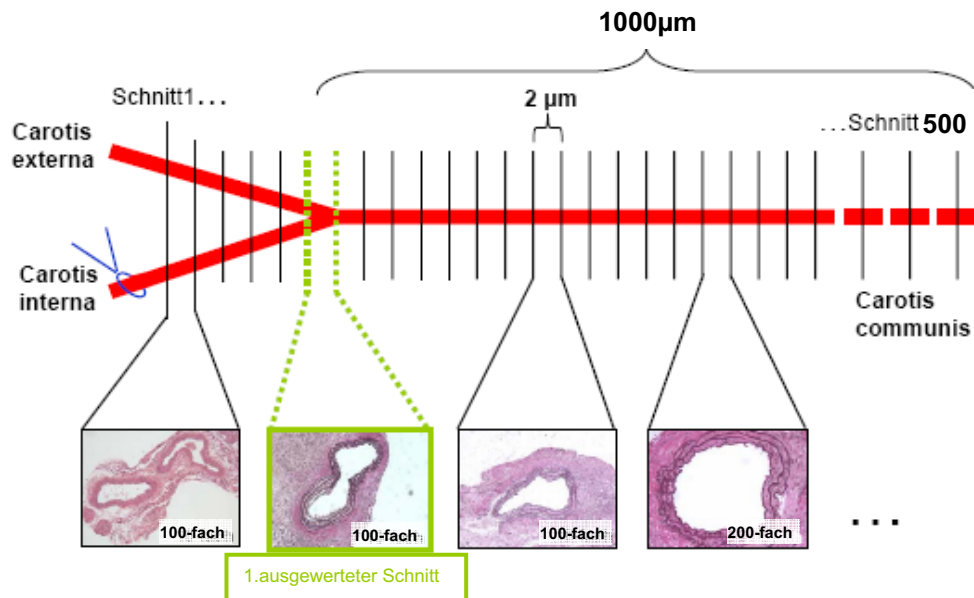 1000µm
Schnitt1...
2 µm
...Schnitt 500
Carotis
externa
Carotis
interna
Carotis
communis
100-fach
100-fach
100-fach
200-fach
...
1.ausgewerteter Schnitt